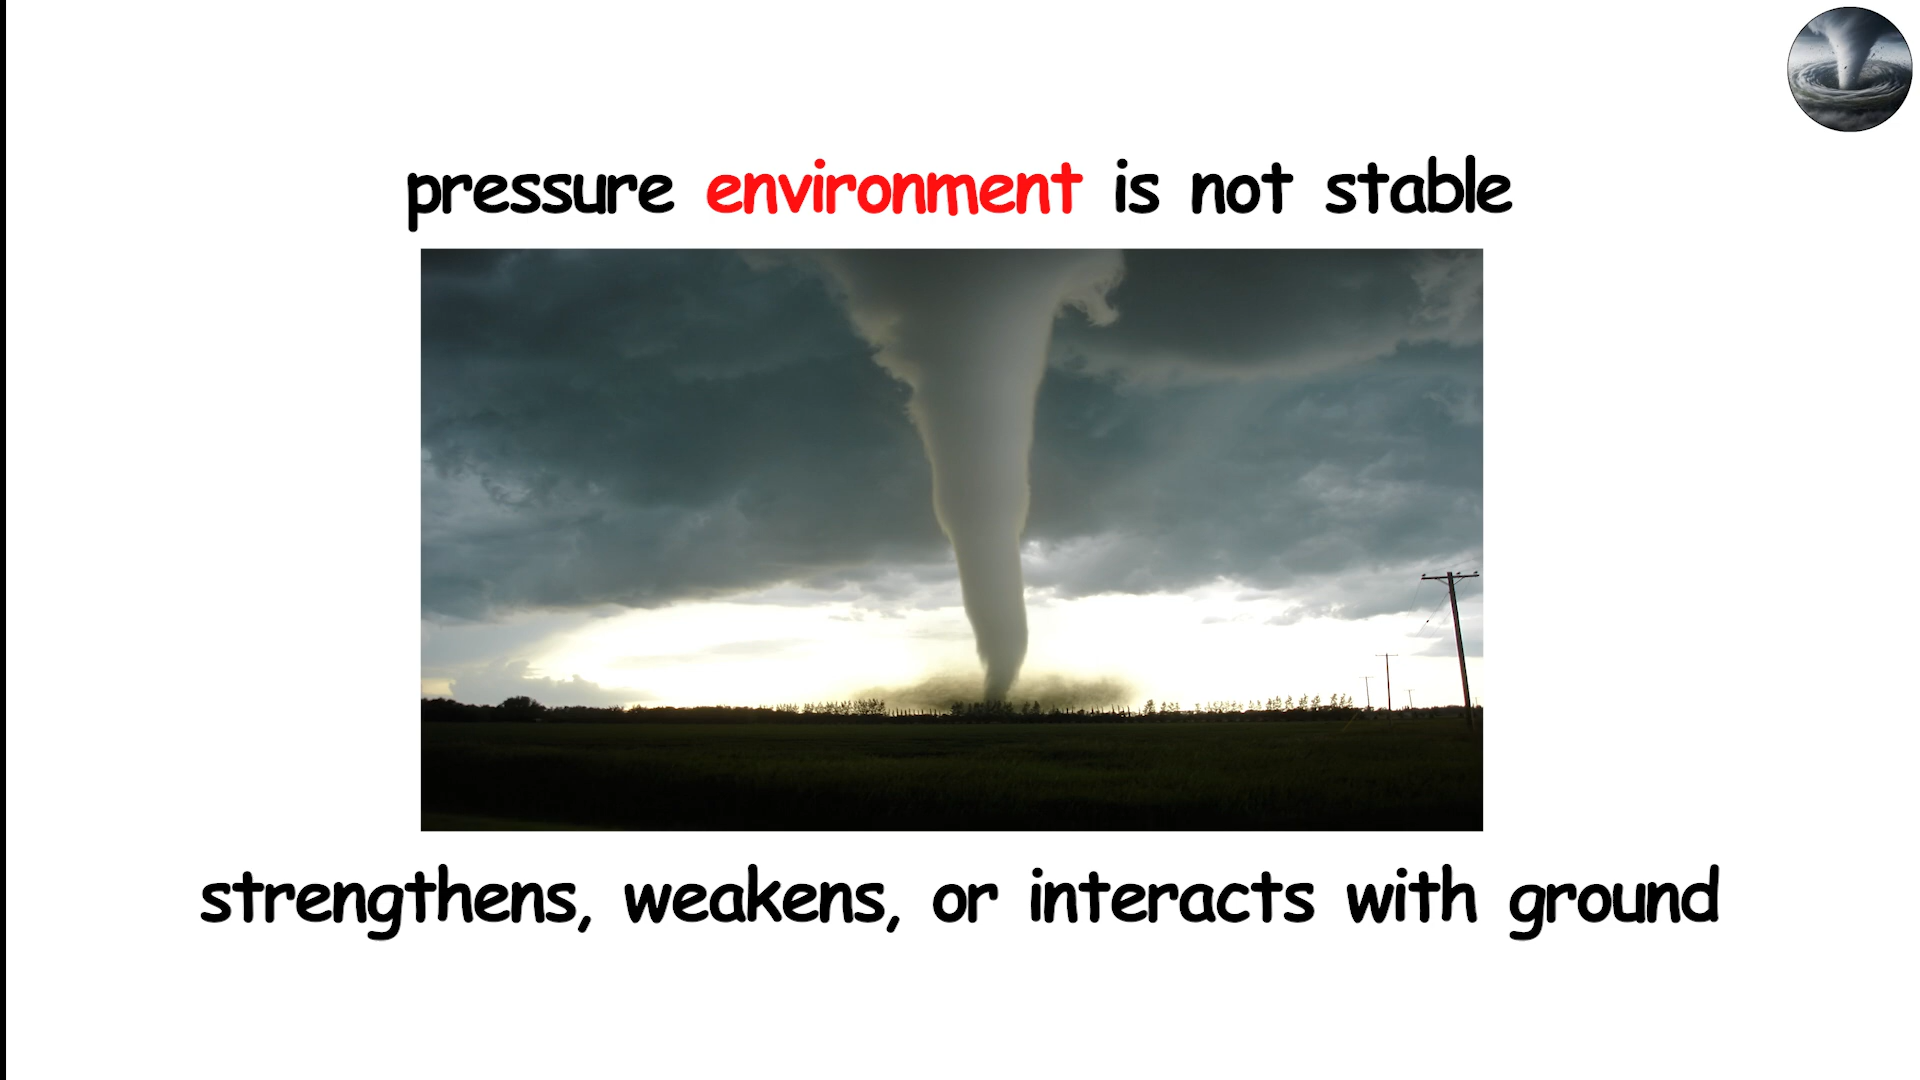 pressure environment is not stable
strengthens, weakens, or interacts with ground